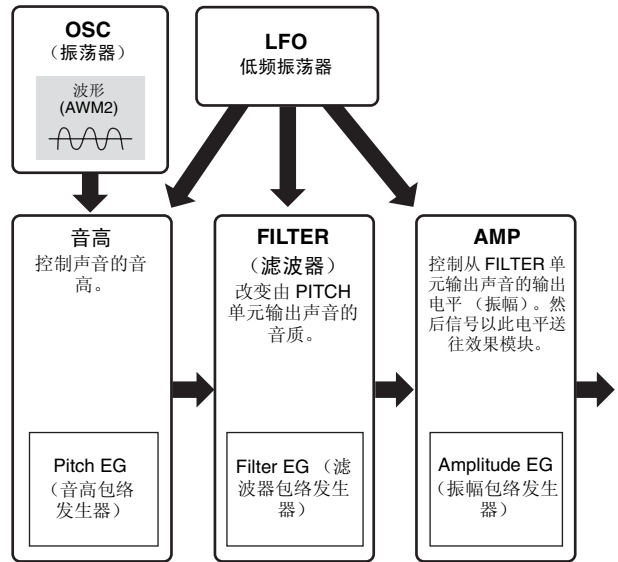 OSC
（振荡器）
波形
(AWM2)
LFO
低频振荡器
音高
控制声音的音
高。
Pitch EG
（音高包络
发生器）
FILTER
（滤波器）
改变由 PITCH
单元输出声音的
音质。
Filter EG （滤
波器包络发生
器）
AMP
控制从 FILTER 单
元输出声音的输出
电平 （振幅）。然
后信号以此电平送
往效果模块。
Amplitude EG
（振幅包络发生
器）